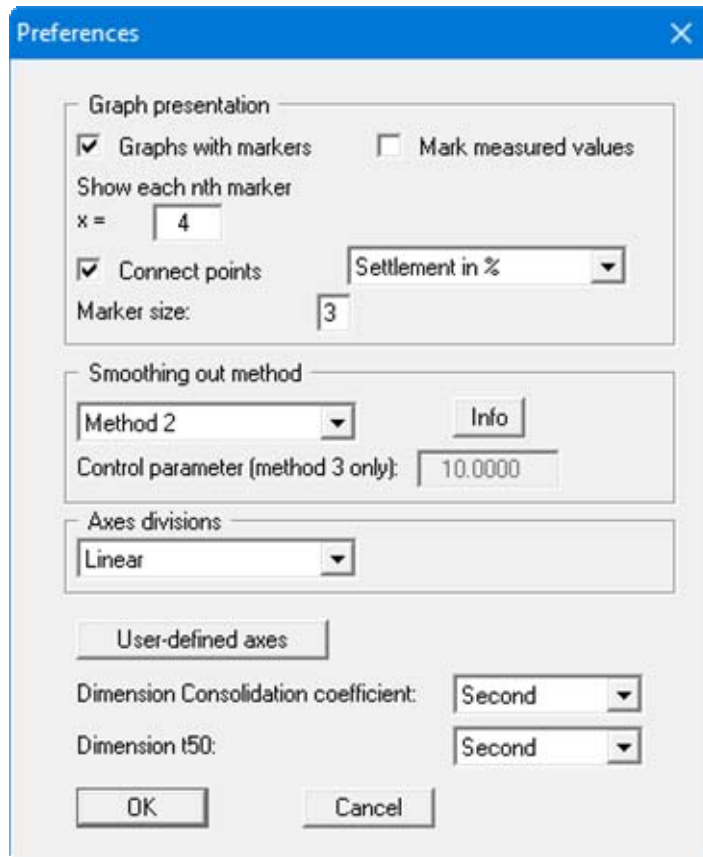 Preferences
Graph presentation
Graphs with markers Mark measured values
Show each nth marker
x = 4
Connect points Settlement in %
Marker size: 3
Smoothing out method
Method 2 Info
Control parameter (method 3 only): 10.0000
Axes divisions
Linear
User-defined axes
Dimension Consolidation coefficient: Second
Dimension t50: Second
OK Cancel